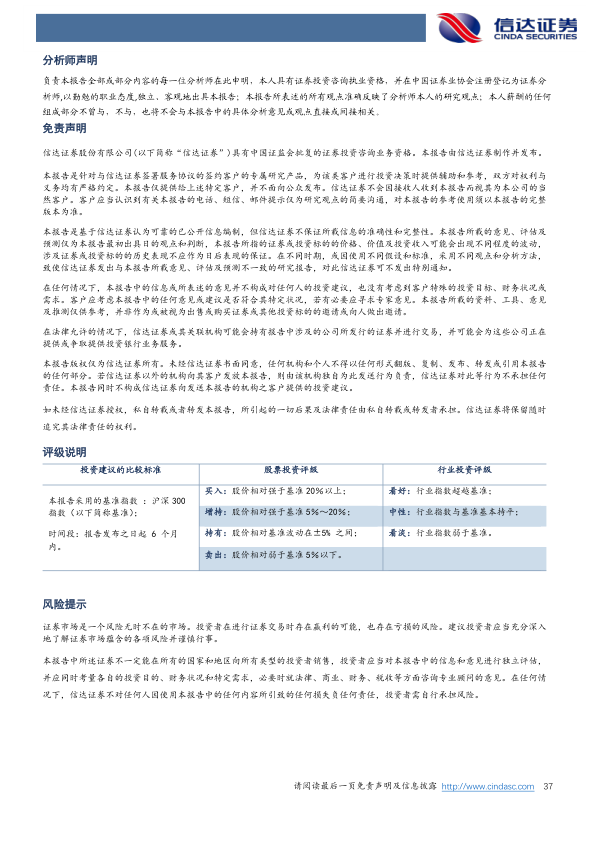 信达证券
CINDA SECURITIES
分析师声明
负责本报告全部或部分内容的每一位分析师在此申明，本人具有证券投资咨询执业资格，并在中国证券业协会注册登记为证券分
析师,以勤勉的职业态度,独立、客观地出具本报告；本报告所表述的所有观点准确反映了分析师本人的研究观点；本人薪酬的任何
组成部分不曾与，不与，也将不会与本报告中的具体分析意见或观点直接或间接相关。
免责声明
信达证券股份有限公司(以下简称“信达证券”)具有中国证监会批复的证券投资咨询业务资格。本报告由信达证券制作并发布。
本报告是针对与信达证券签署服务协议的签约客户的专属研究产品，为该类客户进行投资决策时提供辅助和参考，双方对权利与
义务均有严格约定。本报告仅提供给上述特定客户，并不面向公众发布。信达证券不会因接收人收到本报告而视其为本公司的当
然客户。客户应当认识到有关本报告的电话、短信、邮件提示仅为研究观点的简要沟通，对本报告的参考使用须以本报告的完整
版本为准。
本报告是基于信达证券认为可靠的已公开信息编制，但信达证券不保证所载信息的准确性和完整性。本报告所载的意见、评估及
预测仅为本报告最初出具日的观点和判断，本报告所指的证券或投资标的的价格、价值及投资收入可能会出现不同程度的波动，
涉及证券或投资标的的历史表现不应作为日后表现的保证。在不同时期，或因使用不同假设和标准，采用不同观点和分析方法，
致使信达证券发出与本报告所载意见、评估及预测不一致的研究报告，对此信达证券可不发出特别通知。
在任何情况下，本报告中的信息或所表述的意见并不构成对任何人的投资建议，也没有考虑到客户特殊的投资目标、财务状况或
需求。客户应考虑本报告中的任何意见或建议是否符合其特定状况，若有必要应寻求专家意见。本报告所载的资料、工具、意见
及推测仅供参考，并非作为或被视为出售或购买证券或其他投资标的的邀请或向人做出邀请。
在法律允许的情况下，信达证券或其关联机构可能会持有报告中涉及的公司所发行的证券并进行交易，并可能会为这些公司正在
提供或争取提供投资银行业务服务。
本报告版权仅为信达证券所有。未经信达证券书面同意，任何机构和个人不得以任何形式翻版、复制、发布、转发或引用本报告
的任何部分。若信达证券以外的机构向其客户发放本报告，则由该机构独自为此发送行为负责，信达证券对此等行为不承担任何
责任。本报告同时不构成信达证券向发送本报告的机构之客户提供的投资建议。
如未经信达证券授权，私自转载或者转发本报告，所引起的一切后果及法律责任由私自转载或转发者承担。信达证券将保留随时
追究其法律责任的权利。
评级说明
投资建议的比较标准 股票投资评级 行业投资评级
本报告采用的基准指数 ：沪深 300
指数（以下简称基准）；
时间段：报告发布之日起 6 个月
内。
买入：股价相对强于基准 20％以上；
增持：股价相对强于基准 5％～20％；
持有：股价相对基准波动在±5% 之间；
卖出：股价相对弱于基准 5％以下。
看好：行业指数超越基准；
中性：行业指数与基准基本持平；
看淡：行业指数弱于基准。
风险提示
证券市场是一个风险无时不在的市场。投资者在进行证券交易时存在赢利的可能，也存在亏损的风险。建议投资者应当充分深入
地了解证券市场蕴含的各项风险并谨慎行事。
本报告中所述证券不一定能在所有的国家和地区向所有类型的投资者销售，投资者应当对本报告中的信息和意见进行独立评估，
并应同时考量各自的投资目的、财务状况和特定需求，必要时就法律、商业、财务、税收等方面咨询专业顾问的意见。在任何情
况下，信达证券不对任何人因使用本报告中的任何内容所引致的任何损失负任何责任，投资者需自行承担风险。
请阅读最后一页免责声明及信息披露 http://www.cindasc.com 37